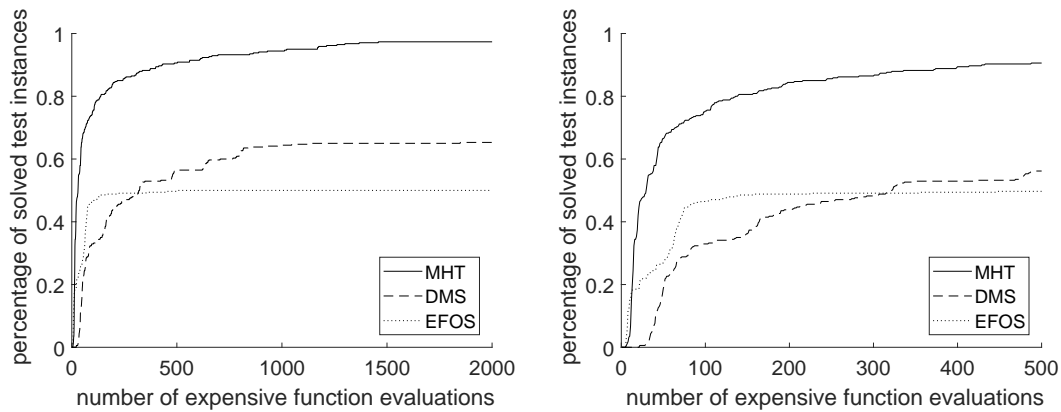 percentage of solved test instances
1
0.8
0.6
0.4
0.2
0
0 500 1000 1500 2000
number of expensive function evaluations
MHT
DMS
EFOS
percentage of solved test instances
1
0.8
0.6
0.4
0.2
0
0 100 200 300 400 500
number of expensive function evaluations
MHT
DMS
EFOS